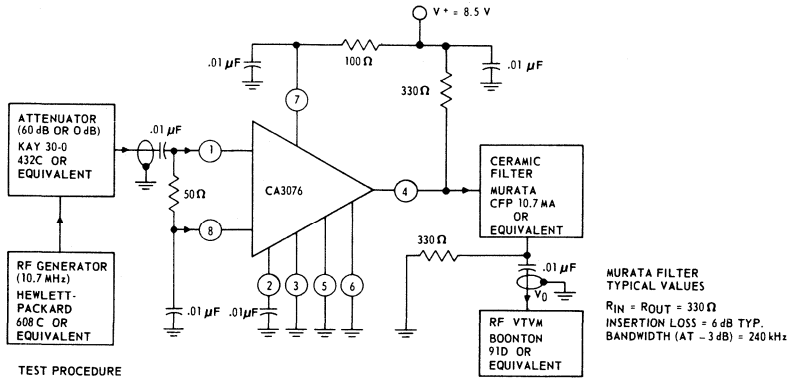 V⁺ = 8.5 V
.01 µF
100 Ω
.01 µF
330 Ω
7
ATTENUATOR
(60 dB OR 0 dB)
KAY 30-0
432C OR
EQUIVALENT
.01 µF
1
50 Ω
CA3076
4
CERAMIC
FILTER
MURATA
CFP 10.7 MA
OR
EQUIVALENT
8
330 Ω
RF GENERATOR
(10.7 MHz)
HEWLETT-
PACKARD
608 C OR
EQUIVALENT
2
3
5
6
.01 µF
.01 µF
.01 µF
V₀
RF VTVM
BOONTON
91D OR
EQUIVALENT
MURATA FILTER
TYPICAL VALUES
RIN = ROUT = 330 Ω
INSERTION LOSS = 6 dB TYP.
BANDWIDTH (AT –3 dB) = 240 kHz
TEST PROCEDURE